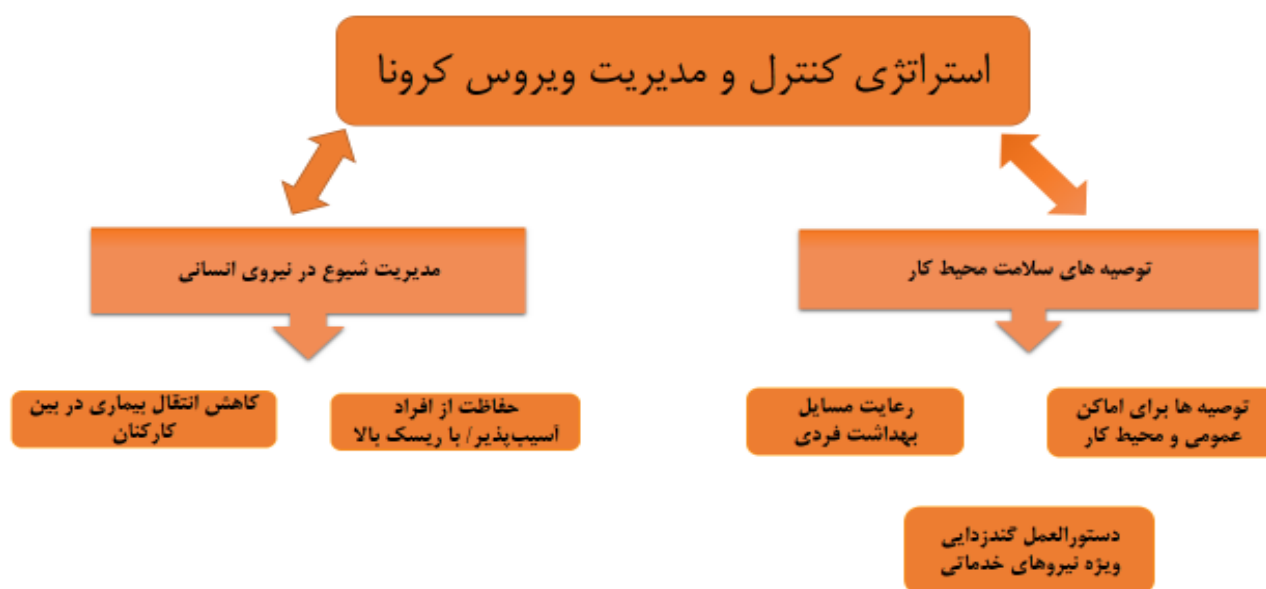 استراتژی کنترل و مدیریت ویروس کرونا
توصیه های سلامت محیط کار
مدیریت شیوع در نیروی انسانی
توصیه ها برای اماکن
عمومی و محیط کار
رعایت مسایل
بهداشت فردی
دستورالعمل گندزدایی
ویژه نیروهای خدماتی
حفاظت از افراد
آسیب‌پذیر/ با ریسک بالا
کاهش انتقال بیماری در بین
کارکنان